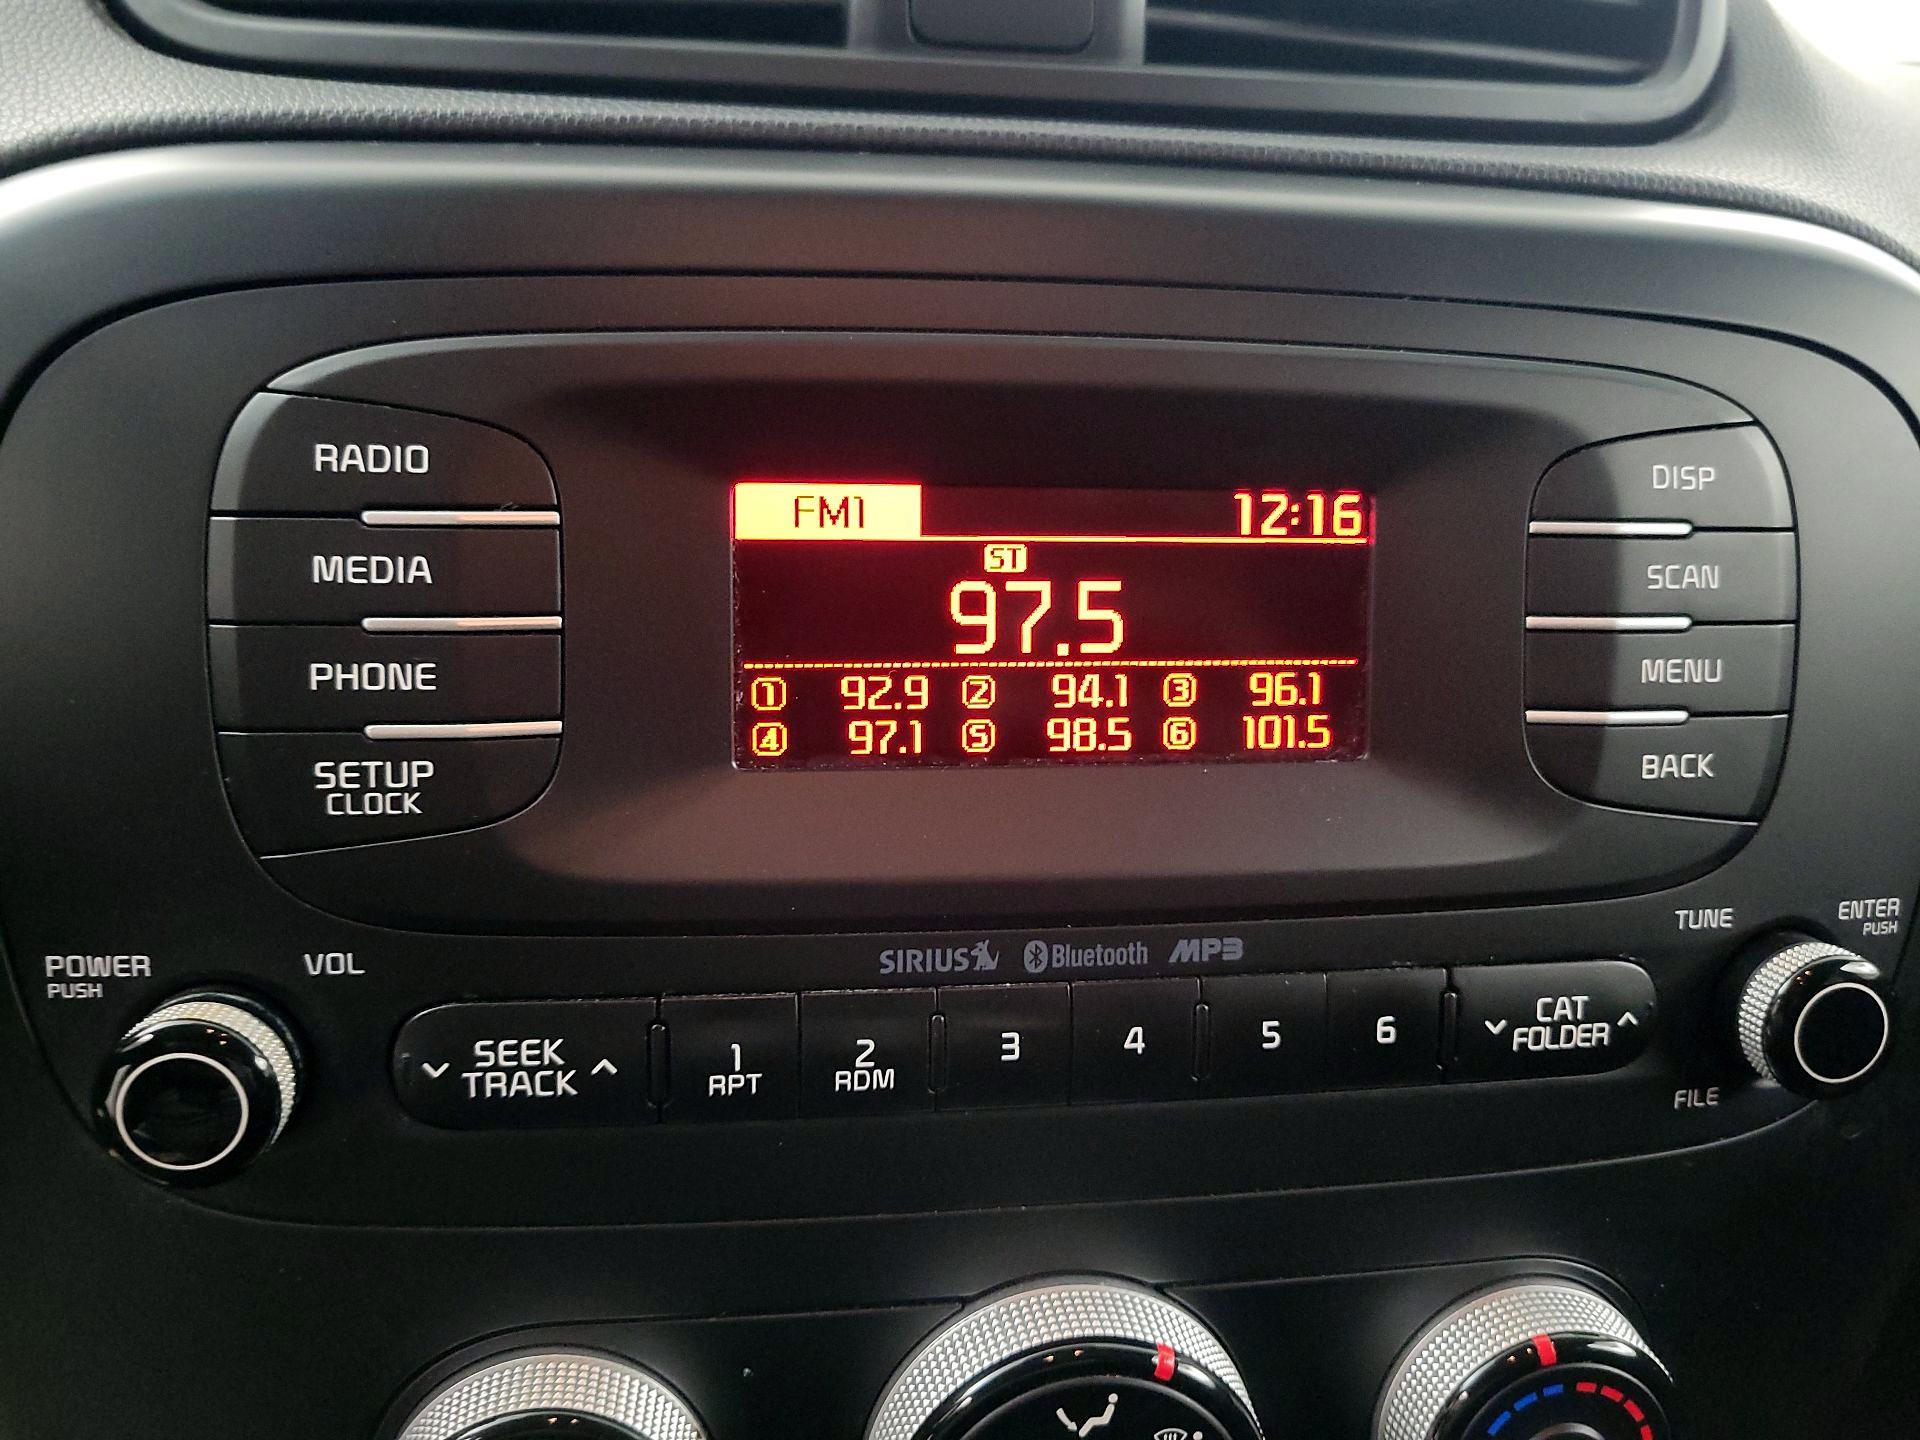 RADIO
MEDIA
PHONE
SETUP
CLOCK
FM1 12:16
ST
97.5
1 92.9 2 94.1 3 96.1
4 97.1 5 98.5 6 101.5
DISP
SCAN
MENU
BACK
POWER
PUSH
VOL
SIRIUS Bluetooth MP3
TUNE
ENTER
PUSH
SEEK
TRACK
1
RPT
2
RDM
3
4
5
6
CAT
FOLDER
FILE